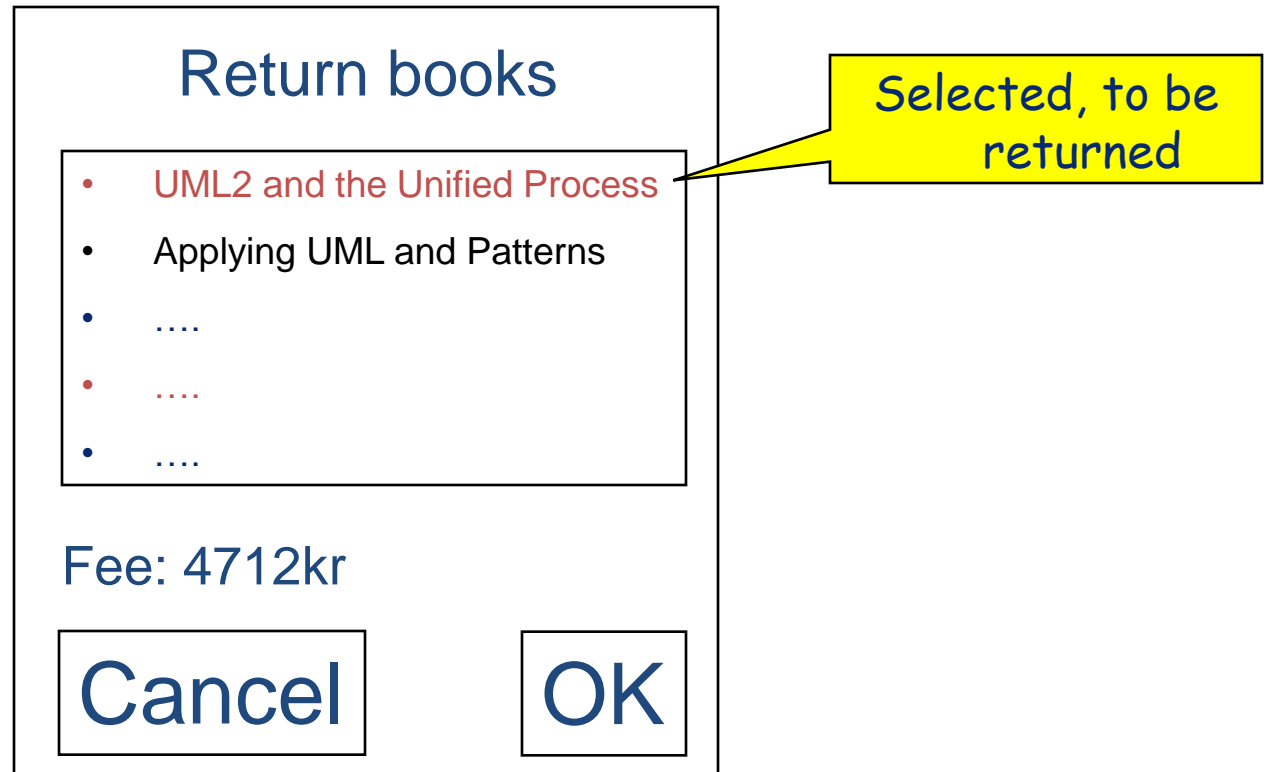 Return books
• UML2 and the Unified Process
• Applying UML and Patterns
• ….
• ….
• ….
Fee: 4712kr
Cancel OK
Selected, to be
returned